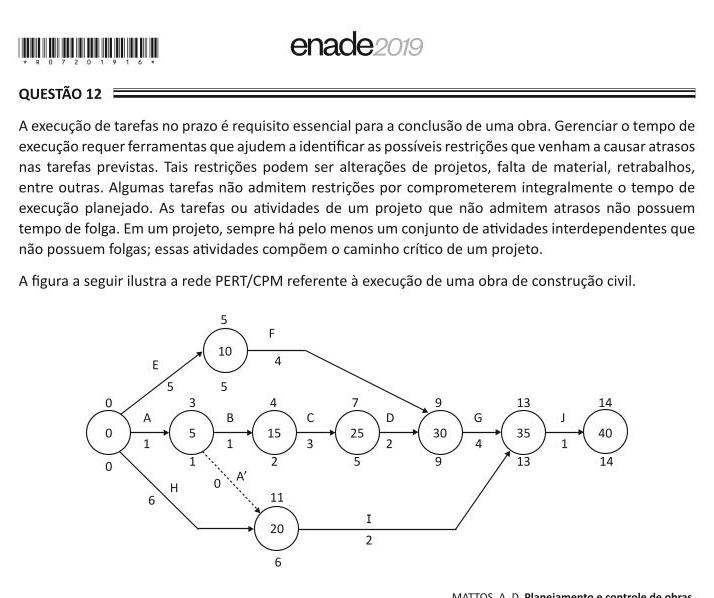 enade2019
*R0720191 6*
QUESTÃO 12
A execução de tarefas no prazo é requisito essencial para a conclusão de uma obra. Gerenciar o tempo de
execução requer ferramentas que ajudem a identificar as possíveis restrições que venham a causar atrasos
nas tarefas previstas. Tais restrições podem ser alterações de projetos, falta de material, retrabalhos,
entre outras. Algumas tarefas não admitem restrições por comprometerem integralmente o tempo de
execução planejado. As tarefas ou atividades de um projeto que não admitem atrasos não possuem
tempo de folga. Em um projeto, sempre há pelo menos um conjunto de atividades interdependentes que
não possuem folgas; essas atividades compõem o caminho crítico de um projeto.
A figura a seguir ilustra a rede PERT/CPM referente à execução de uma obra de construção civil.
5
F
10
4
E
5
5
0
3
4
7
9
13
14
A
B
C
D
G
J
0
5
15
25
30
35
40
1
1
3
2
4
1
0
1
2
5
9
13
14
H
0
A'
6
11
I
20
2
6
MATTOS, A. D. Planejamento e controle de obras.